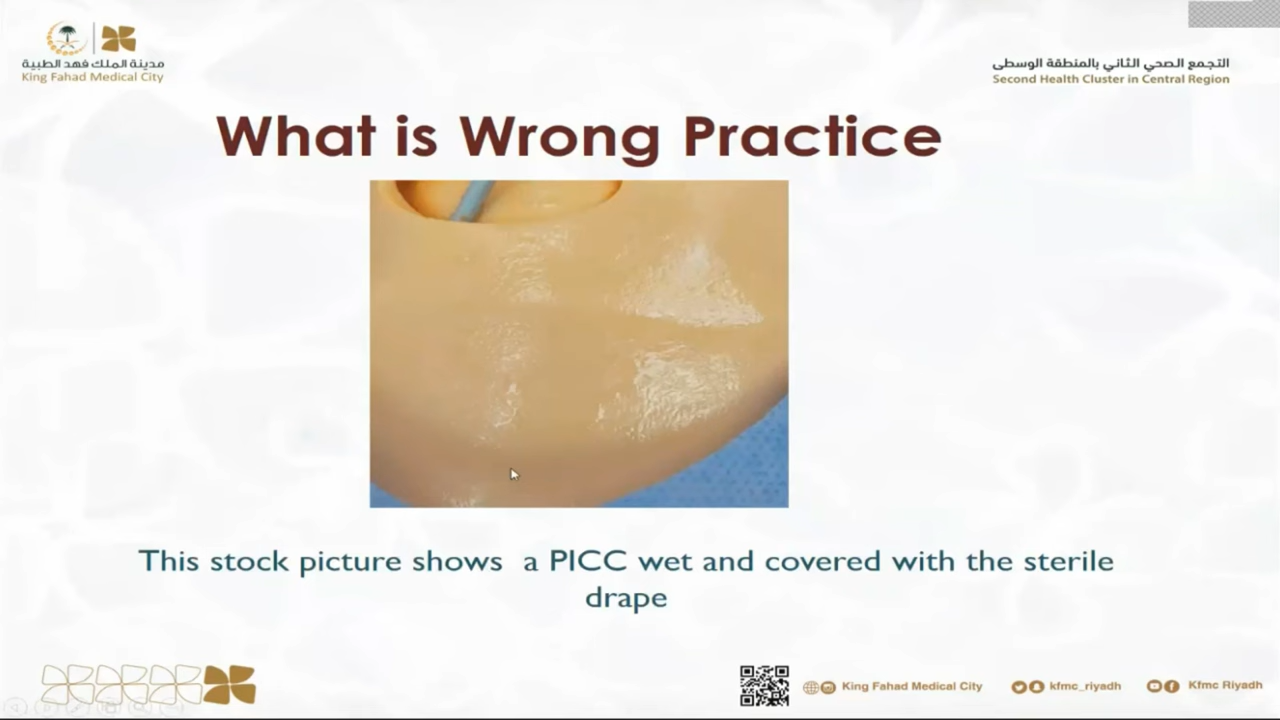 مدينة الملك فهد الطبية
King Fahad Medical City
التجمع الصحي الثاني بالمنطقة الوسطى
Second Health Cluster in Central Region
What is Wrong Practice
This stock picture shows a PICC wet and covered with the sterile
drape
King Fahad Medical City
kfmc_riyadh
Kfmc Riyadh